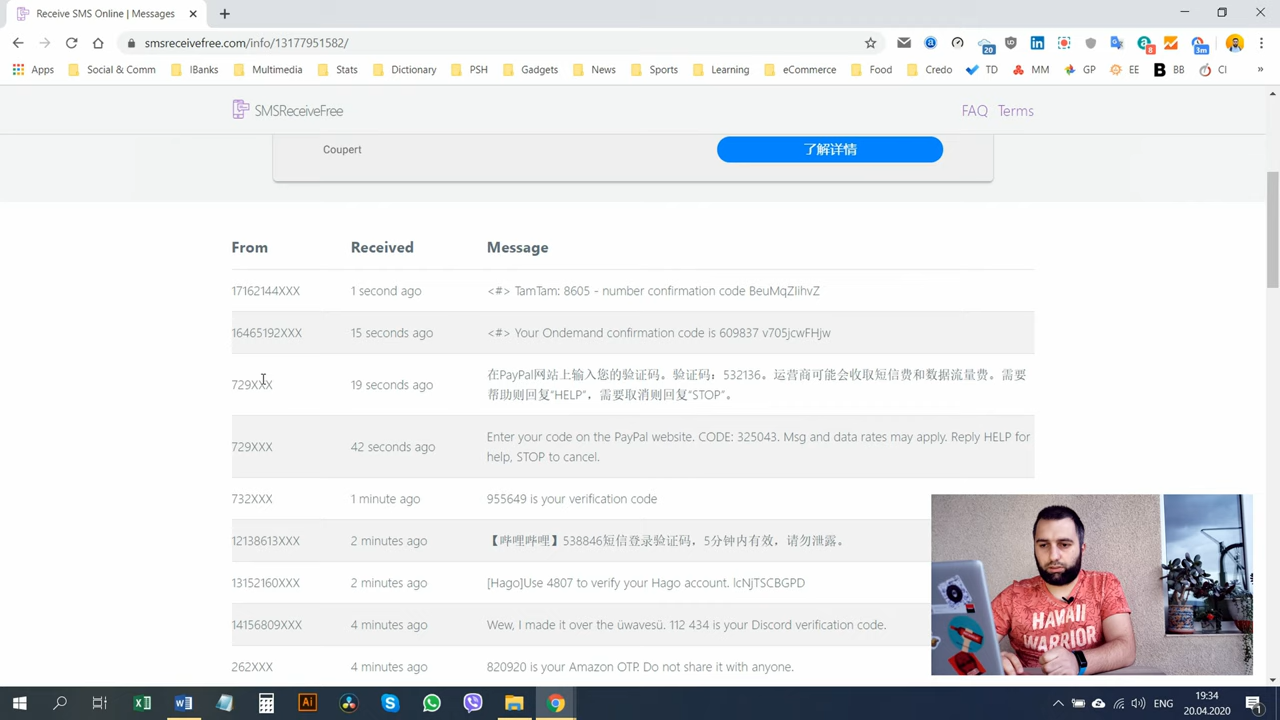 Receive SMS Online | Messages
smsreceivefree.com/info/13177951582/
20
8
3m
Apps Social & Comm IBanks Multimedia Stats Dictionary PSH Gadgets News Sports Learning eCommerce Food Credo TD MM GP EE BB CI »
SMSReceiveFree FAQ Terms
Coupert 了解详情
From Received Message
17162144XXX 1 second ago <#> TamTam: 8605 - number confirmation code BeuMqZIihvZ
16465192XXX 15 seconds ago <#> Your Ondemand confirmation code is 609837 v705jcwFHjw
729XXX 19 seconds ago 在PayPal网站上输入您的验证码。验证码：532136。运营商可能会收取短信费和数据流量费。需要
帮助则回复“HELP”，需要取消则回复“STOP”。
729XXX 42 seconds ago Enter your code on the PayPal website. CODE: 325043. Msg and data rates may apply. Reply HELP for
help, STOP to cancel.
732XXX 1 minute ago 955649 is your verification code
12138613XXX 2 minutes ago 【哔哩哔哩】538846短信登录验证码，5分钟内有效，请勿泄露。
13152160XXX 2 minutes ago [Hago]Use 4807 to verify your Hago account. lcNjTSCBGPD
14156809XXX 4 minutes ago Wew, I made it over the üwavesü. 112 434 is your Discord verification code.
262XXX 4 minutes ago 820920 is your Amazon OTP. Do not share it with anyone.
HAWAII
WARRIOR
ENG
19:34
20.04.2020
1